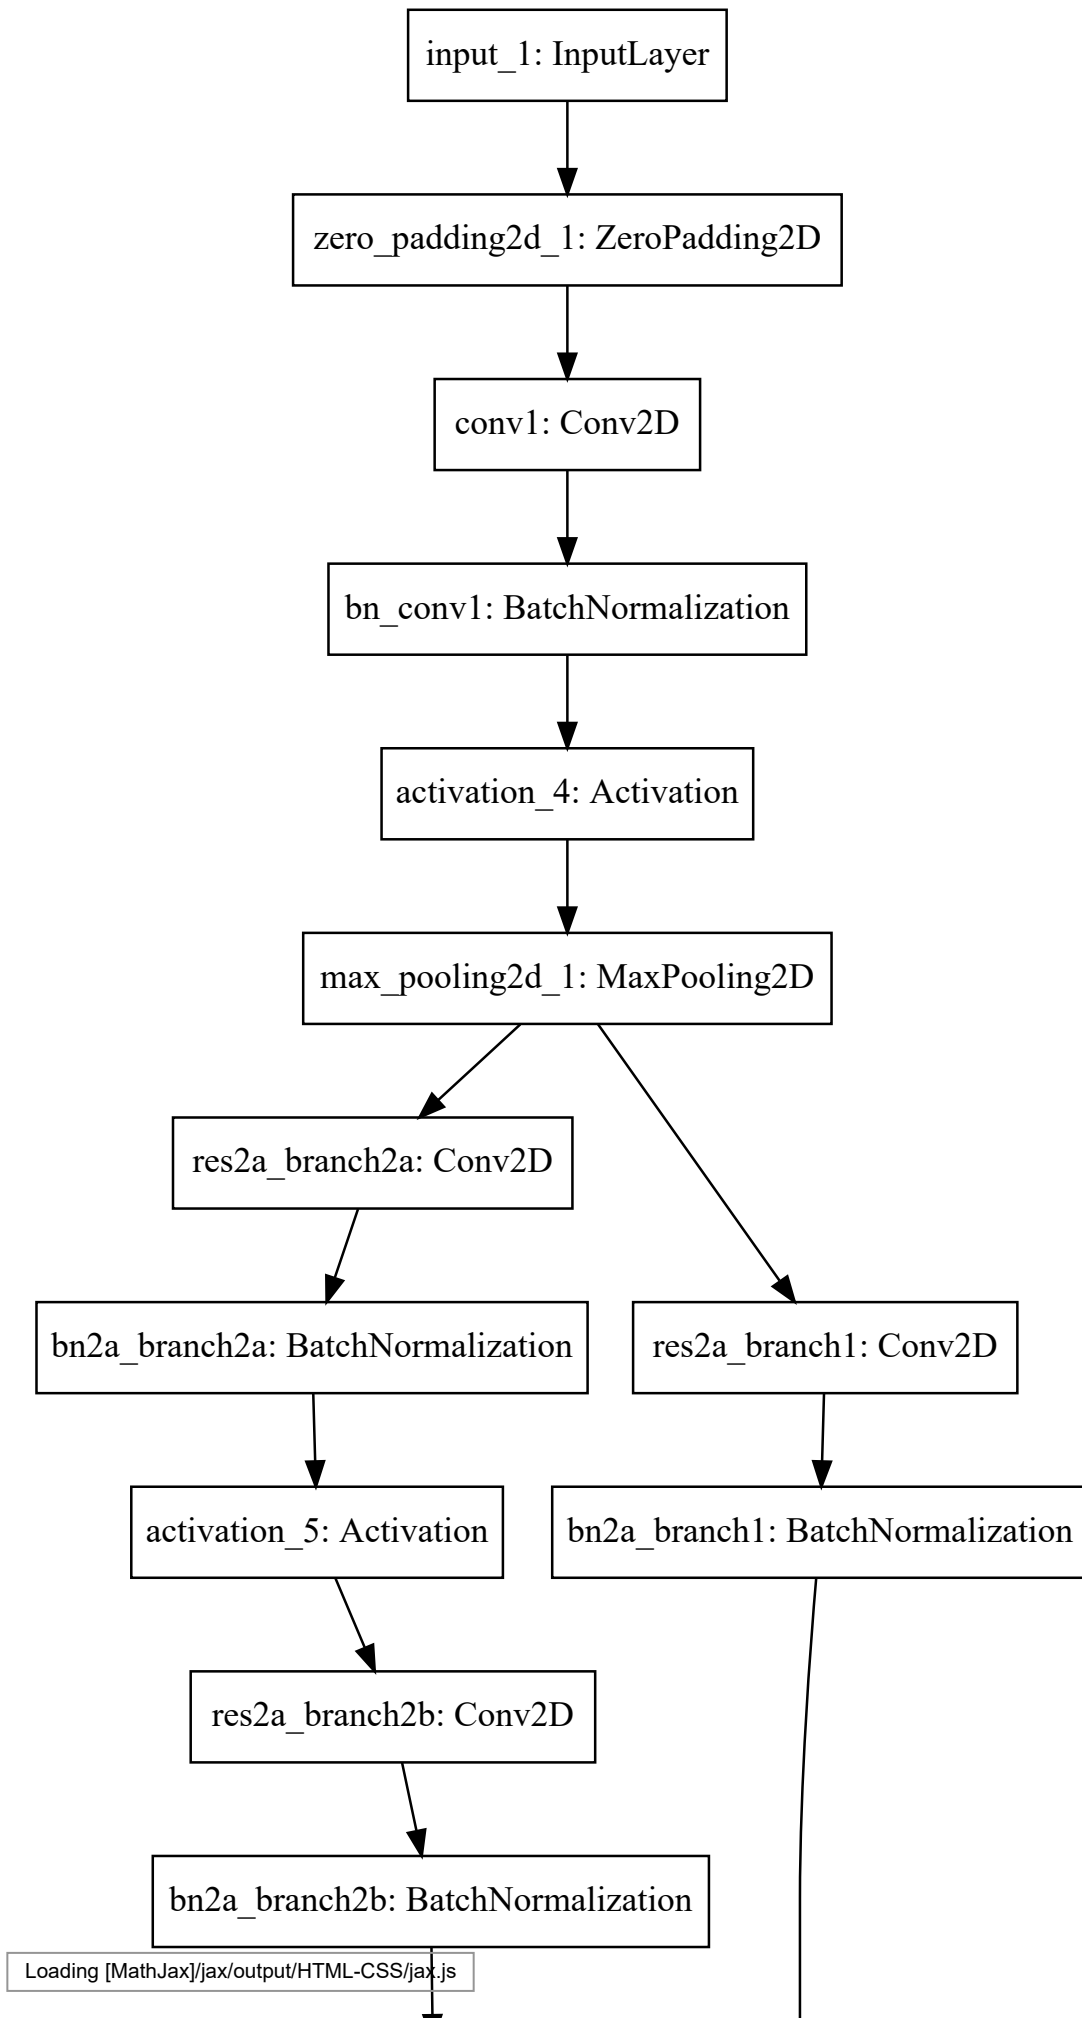 input_1: InputLayer
zero_padding2d_1: ZeroPadding2D
conv1: Conv2D
bn_conv1: BatchNormalization
activation_4: Activation
max_pooling2d_1: MaxPooling2D
res2a_branch2a: Conv2D
bn2a_branch2a: BatchNormalization
res2a_branch1: Conv2D
activation_5: Activation
bn2a_branch1: BatchNormalization
res2a_branch2b: Conv2D
bn2a_branch2b: BatchNormalization
Loading [MathJax]/jax/output/HTML-CSS/jax.js